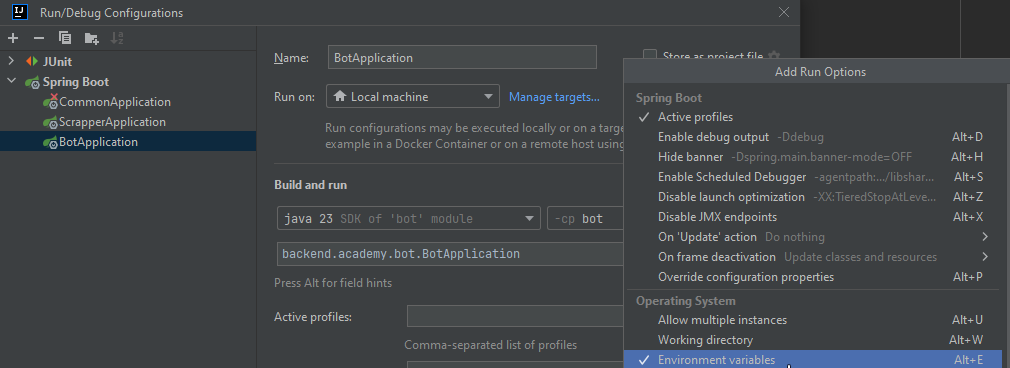 Run/Debug Configurations
JUnit
Spring Boot
CommonApplication
ScrapperApplication
BotApplication
Name: BotApplication
Store as project file
Run on: Local machine Manage targets...
Run configurations may be executed locally or on a targe
example in a Docker Container or on a remote host using
Build and run
java 23 SDK of 'bot' module -cp bot
backend.academy.bot.BotApplication
Press Alt for field hints
Active profiles:
Comma-separated list of profiles
Add Run Options
Spring Boot
Active profiles
Enable debug output -Ddebug Alt+D
Hide banner -Dspring.main.banner-mode=OFF Alt+H
Enable Scheduled Debugger -agentpath:.../libshar... Alt+S
Disable launch optimization -XX:TieredStopAtLeve... Alt+Z
Disable JMX endpoints Alt+X
On 'Update' action Do nothing
On frame deactivation Update classes and resources
Override configuration properties Alt+P
Operating System
Allow multiple instances Alt+U
Working directory Alt+W
Environment variables Alt+E